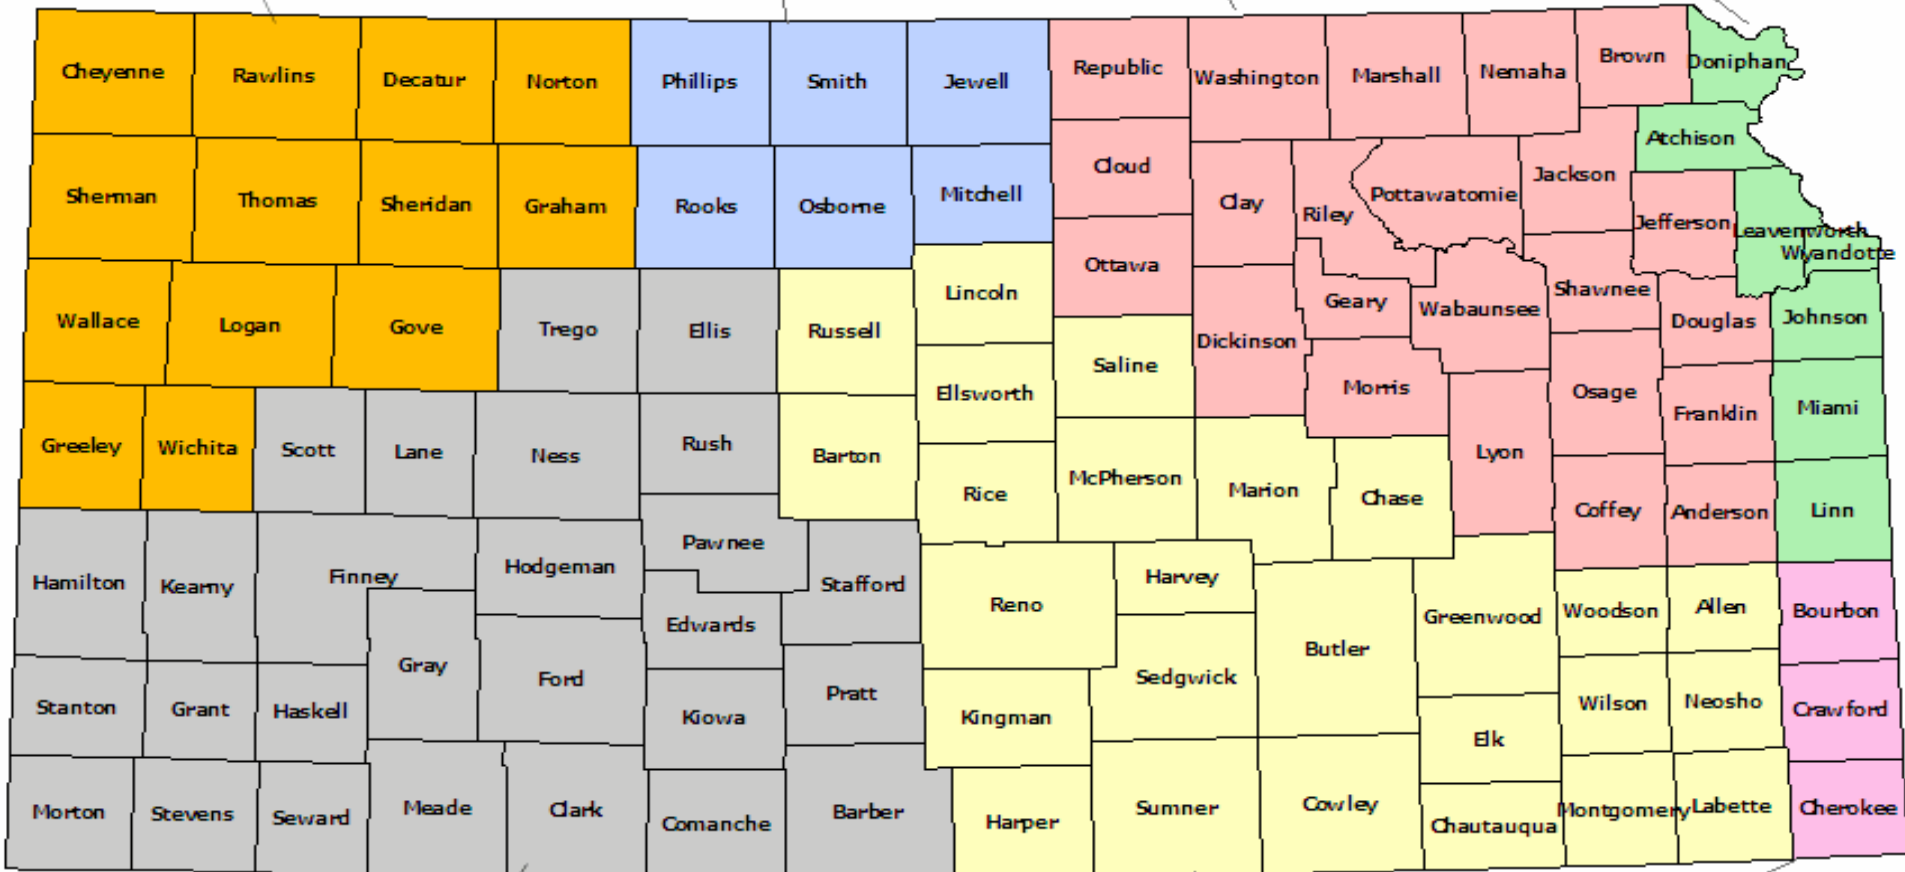 Cheyenne
Rawlins
Decatur
Norton
Phillips
Smith
Jewell
Republic
Washington
Marshall
Nemaha
Brown
Doniphan
Atchison
Sherman
Thomas
Sheridan
Graham
Rooks
Osborne
Mitchell
Cloud
Clay
Riley
Pottawatomie
Jackson
Jefferson
Leavenworth
Wyandotte
Wallace
Logan
Gove
Trego
Ellis
Russell
Lincoln
Ottawa
Dickinson
Geary
Wabaunsee
Shawnee
Douglas
Johnson
Greeley
Wichita
Scott
Lane
Ness
Rush
Barton
Ellsworth
Saline
Morris
Osage
Franklin
Miami
Rice
McPherson
Marion
Chase
Lyon
Coffey
Anderson
Linn
Hamilton
Kearny
Finney
Hodgeman
Pawnee
Stafford
Edwards
Reno
Harvey
Butler
Greenwood
Woodson
Allen
Bourbon
Stanton
Grant
Haskell
Gray
Ford
Kiowa
Pratt
Kingman
Sedgwick
Elk
Wilson
Neosho
Crawford
Morton
Stevens
Seward
Meade
Clark
Comanche
Barber
Harper
Sumner
Cowley
Chautauqua
Montgomery
Labette
Cherokee